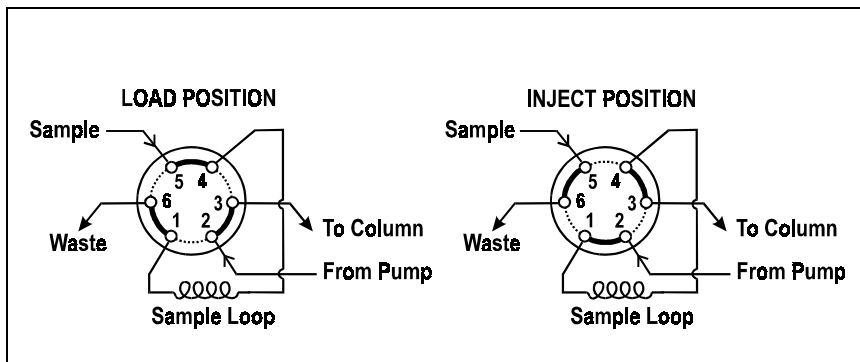 LOAD POSITION
Sample
5 4
6 3
1 2
Waste
To Column
From Pump
Sample Loop
INJECT POSITION
Sample
5 4
6 3
1 2
Waste
To Column
From Pump
Sample Loop